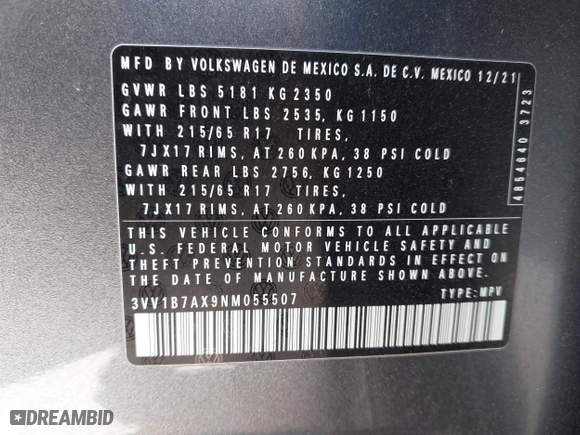 MFD BY VOLKSWAGEN DE MEXICO S.A. DE C.V. MEXICO 12/21
GVWR LBS 5181 KG 2350
GAWR FRONT LBS 2535, KG 1150
WITH 215/65 R17 TIRES,
7JX17 RIMS, AT 260 KPA, 38 PSI COLD
GAWR REAR LBS 2756, KG 1250
WITH 215/65 R17 TIRES,
7JX17 RIMS, AT 260 KPA, 38 PSI COLD
THIS VEHICLE CONFORMS TO ALL APPLICABLE
U.S. FEDERAL MOTOR VEHICLE SAFETY AND
THEFT PREVENTION STANDARDS IN EFFECT ON
THE DATE OF MANUFACTURE SHOWN ABOVE
3VV1B7AX9NM055507 TYPE: MPV
4864640 3723
DREAMBID